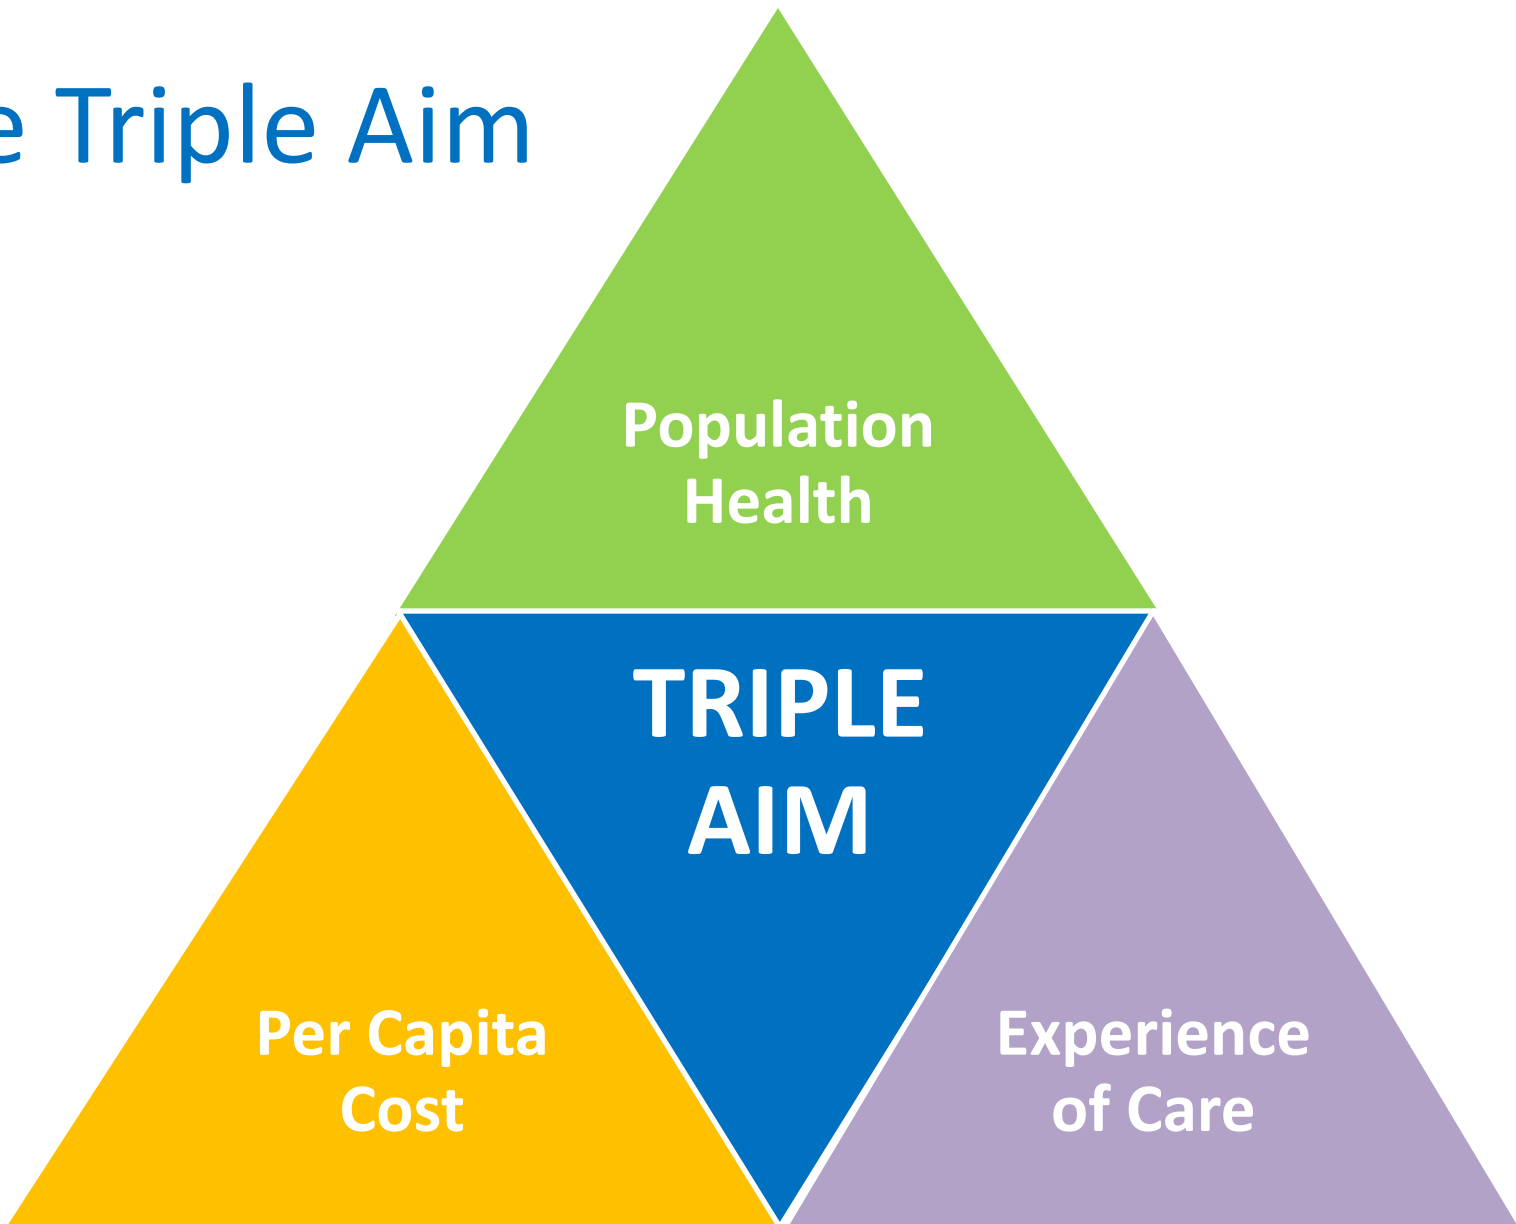 e Triple Aim
Population
Health
TRIPLE
AIM
Per Capita
Cost
Experience
of Care